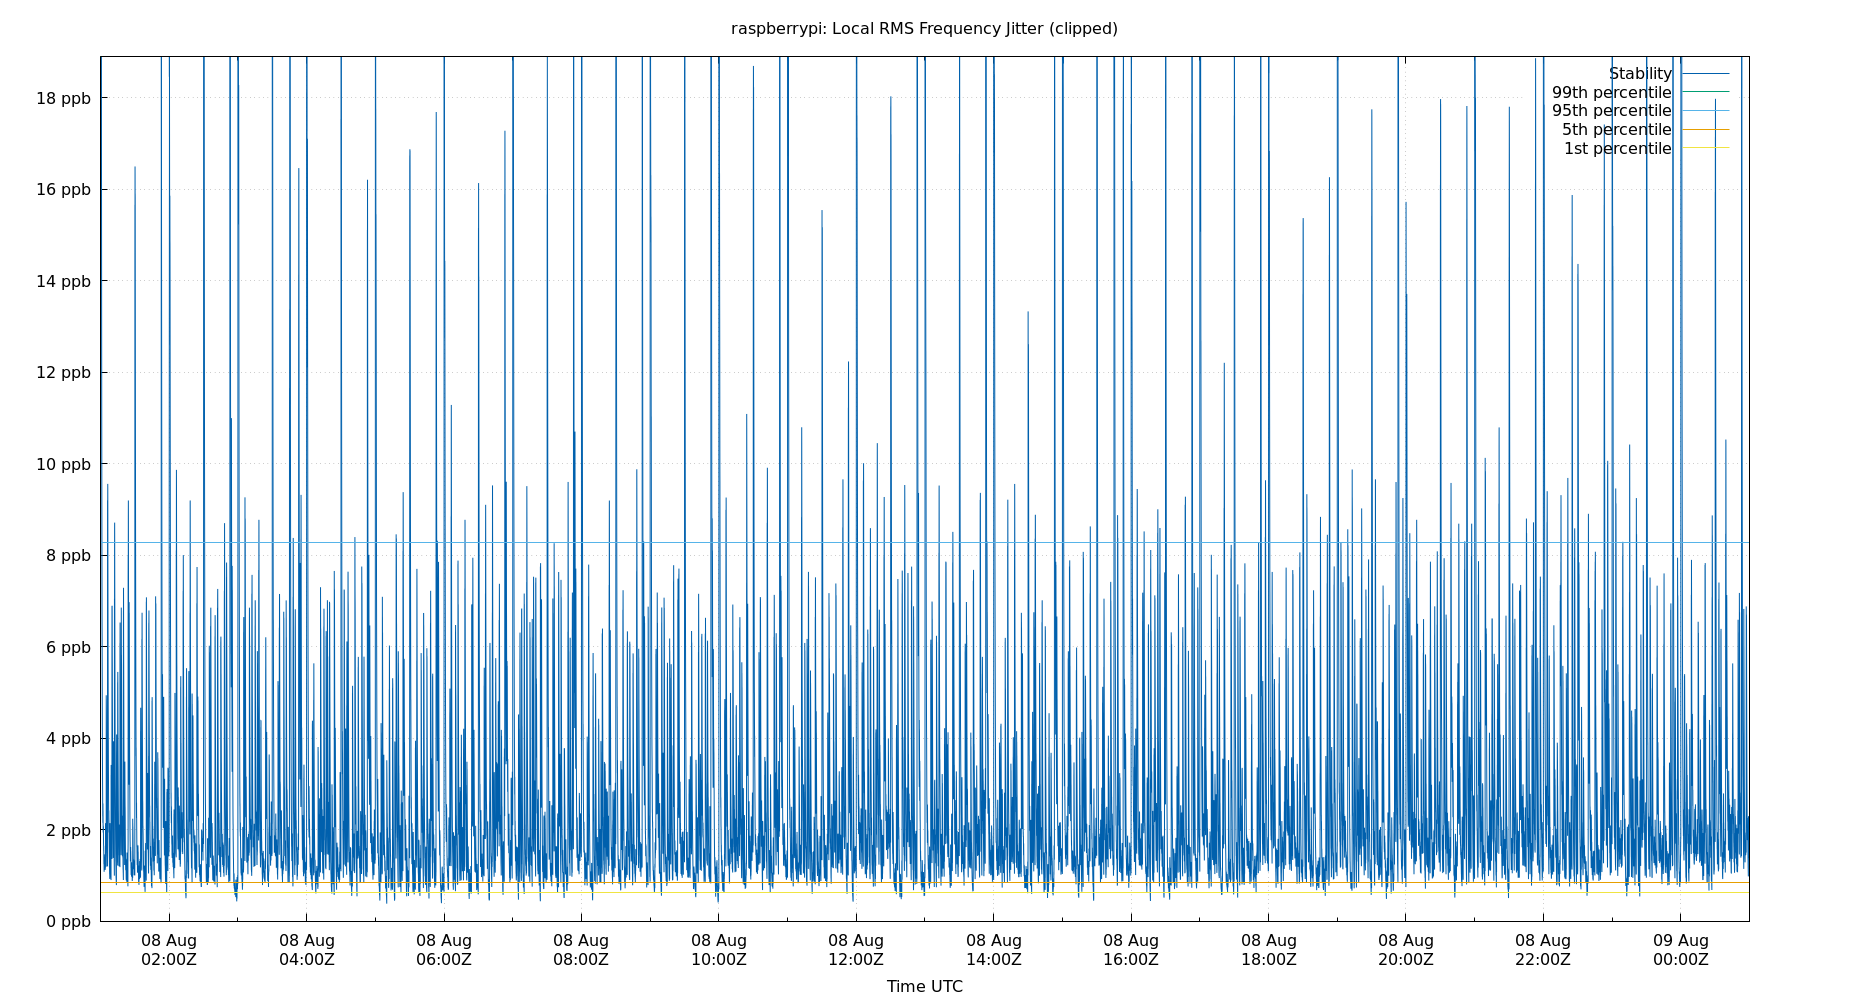 raspberrypi: Local RMS Frequency Jitter (clipped)
Stability
99th percentile
95th percentile
5th percentile
1st percentile
18 ppb
16 ppb
14 ppb
12 ppb
10 ppb
8 ppb
6 ppb
4 ppb
2 ppb
0 ppb
08 Aug 08 Aug 08 Aug 08 Aug 08 Aug 08 Aug 08 Aug 08 Aug 08 Aug 08 Aug 08 Aug 09 Aug
02:00Z 04:00Z 06:00Z 08:00Z 10:00Z 12:00Z 14:00Z 16:00Z 18:00Z 20:00Z 22:00Z 00:00Z
Time UTC